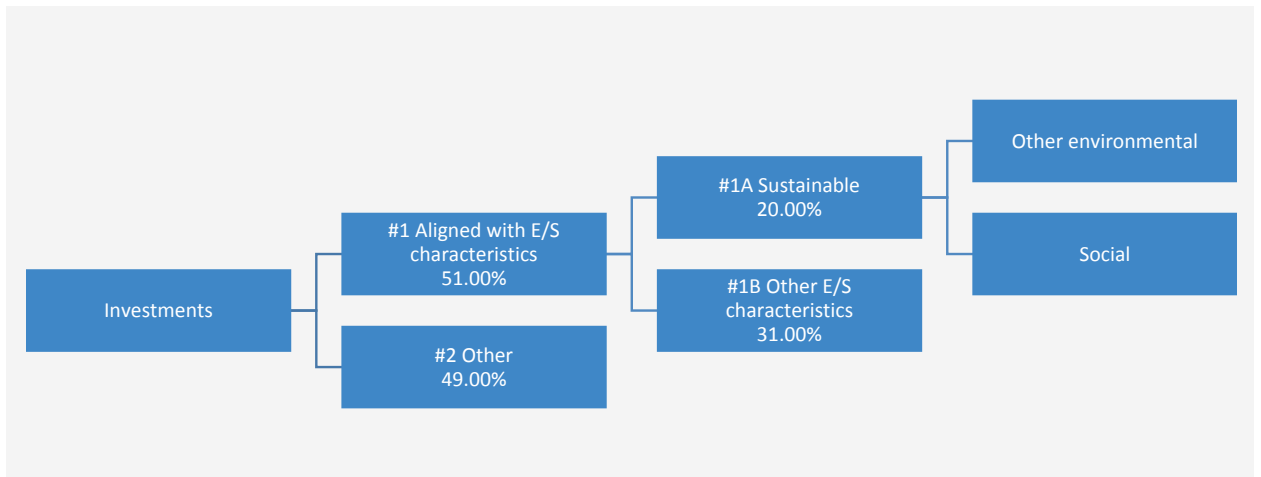 Investments
#1 Aligned with E/S
characteristics
51.00%
#2 Other
49.00%
#1A Sustainable
20.00%
#1B Other E/S
characteristics
31.00%
Other environmental
Social